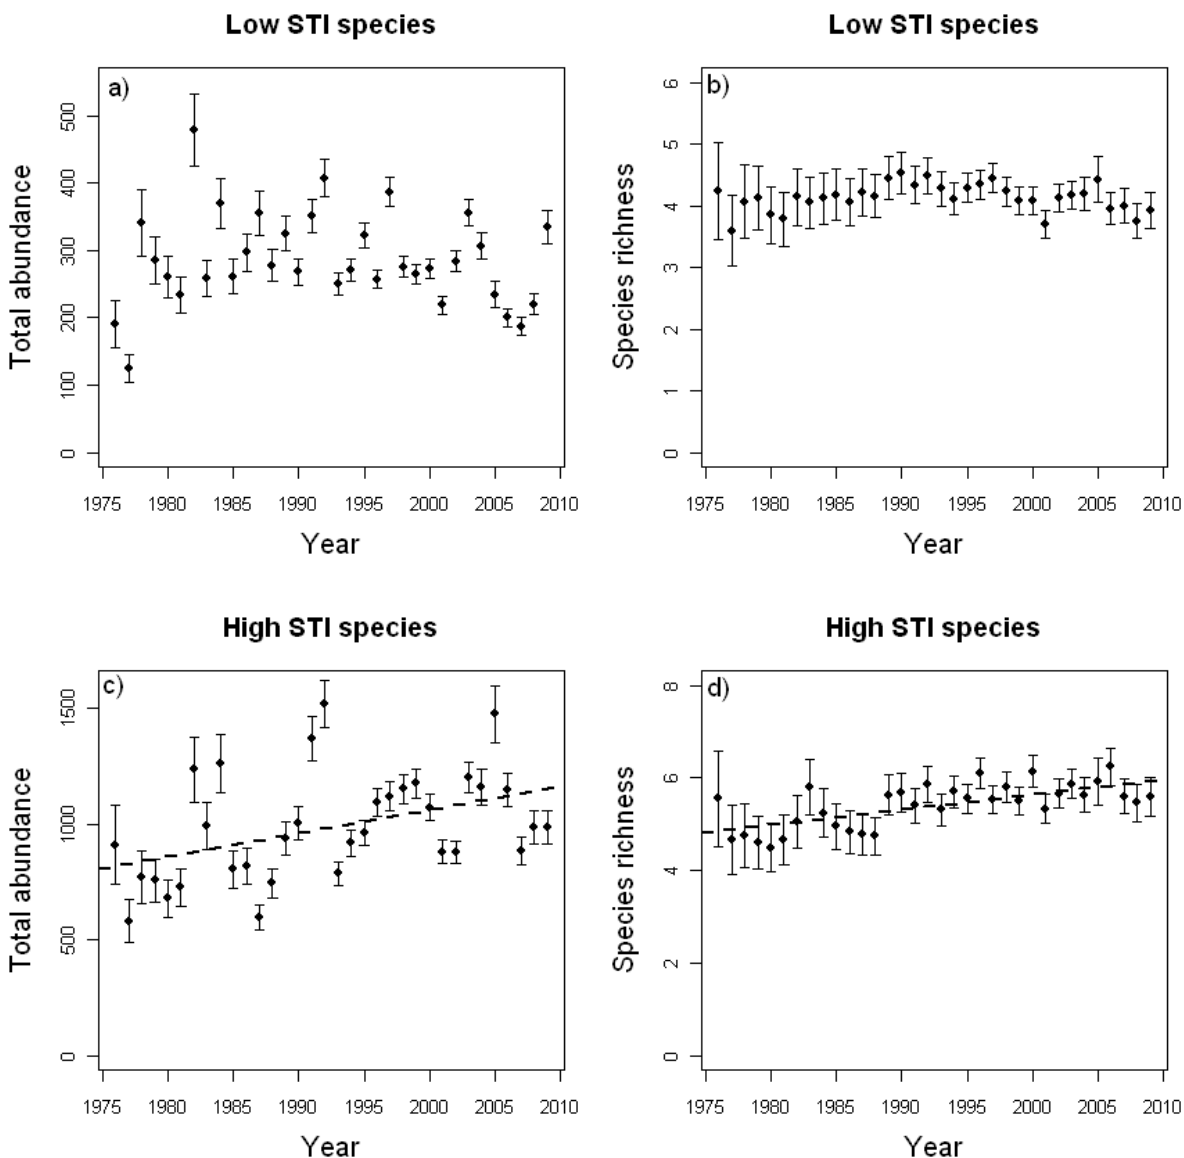 Low STI species
a)
Total abundance
500
400
300
200
100
0
1975 1980 1985 1990 1995 2000 2005 2010
Year
Low STI species
b)
Species richness
6
5
4
3
2
1
0
1975 1980 1985 1990 1995 2000 2005 2010
Year
High STI species
c)
Total abundance
1500
1000
500
0
1975 1980 1985 1990 1995 2000 2005 2010
Year
High STI species
d)
Species richness
8
6
4
2
0
1975 1980 1985 1990 1995 2000 2005 2010
Year